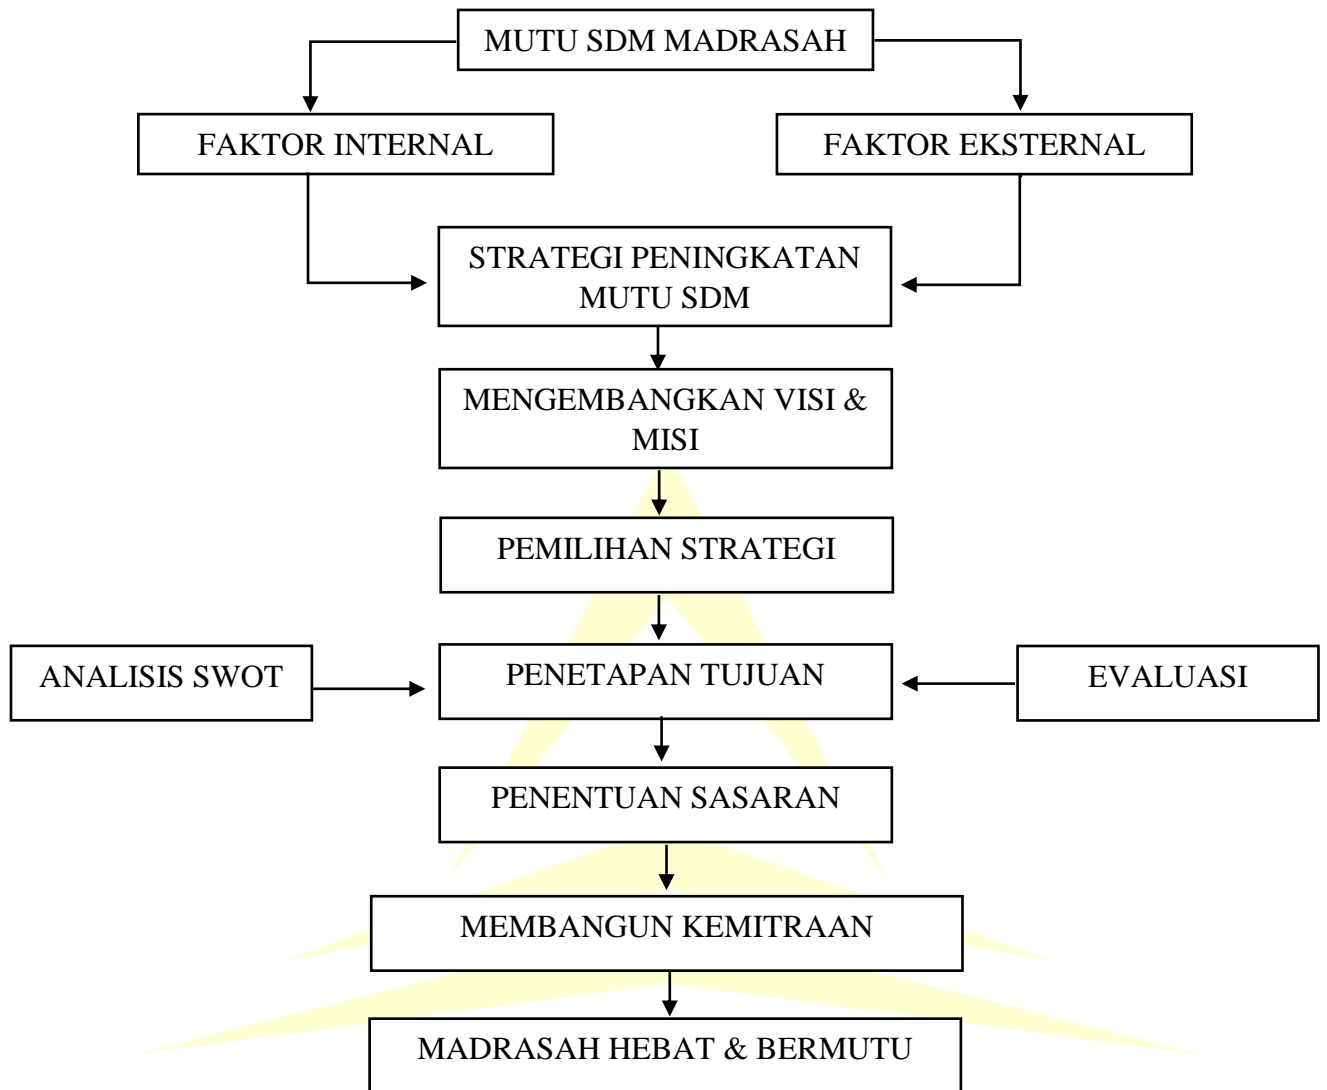 MUTU SDM MADRASAH
FAKTOR INTERNAL
FAKTOR EKSTERNAL
STRATEGI PENINGKATAN
MUTU SDM
MENGEMBANGKAN VISI &
MISI
PEMILIHAN STRATEGI
ANALISIS SWOT
PENETAPAN TUJUAN
EVALUASI
PENENTUAN SASARAN
MEMBANGUN KEMITRAAN
MADRASAH HEBAT & BERMUTU